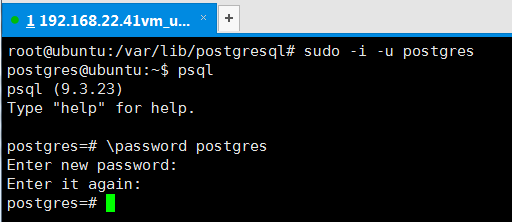 1 192.168.22.41vm_u... × +
root@ubuntu:/var/lib/postgresql# sudo -i -u postgres
postgres@ubuntu:~$ psql
psql (9.3.23)
Type "help" for help.
postgres=# \password postgres
Enter new password:
Enter it again:
postgres=#